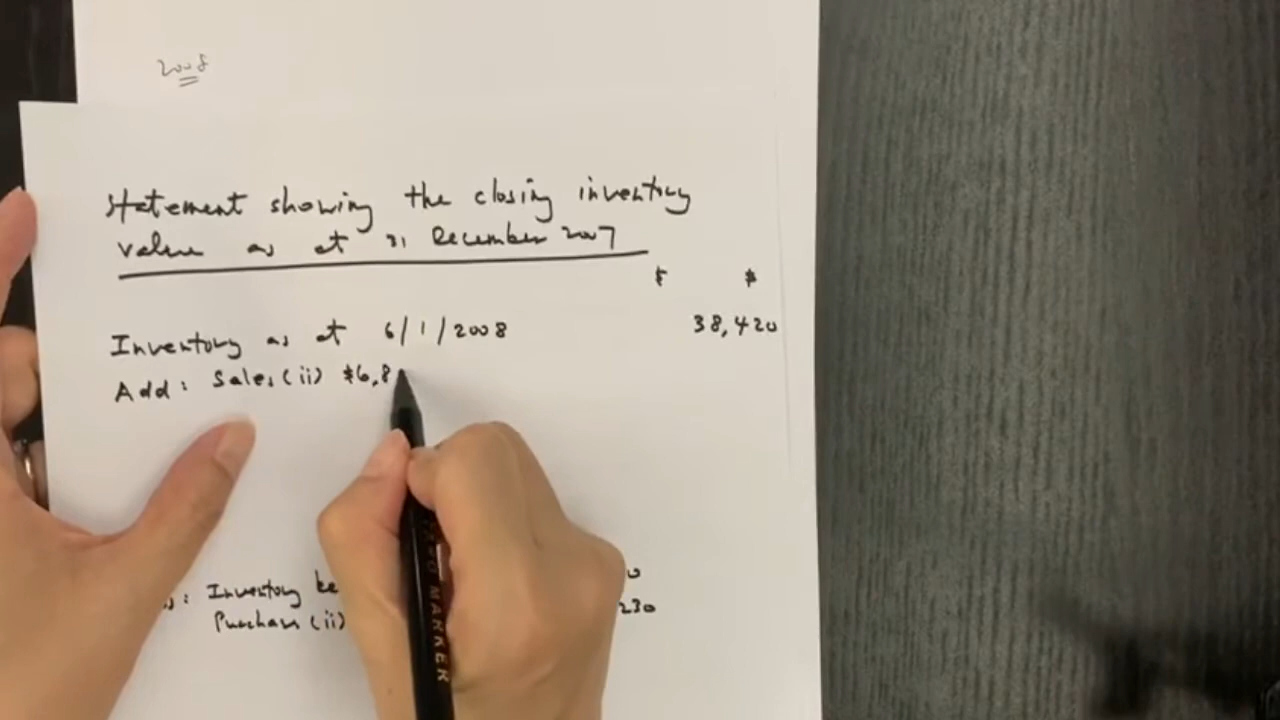 2008
Statement showing the closing inventory
value as at 31 December 2007
$ $
Inventory as at 6/1/2008 38,420
Add: Sales (ii) $6,8
: Inventory
Purchases (ii) 230
MARKER